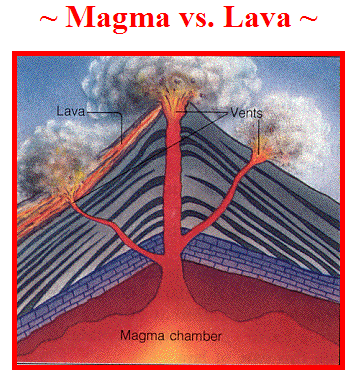 ~ Magma vs. Lava ~
Lava
Vents
Magma chamber